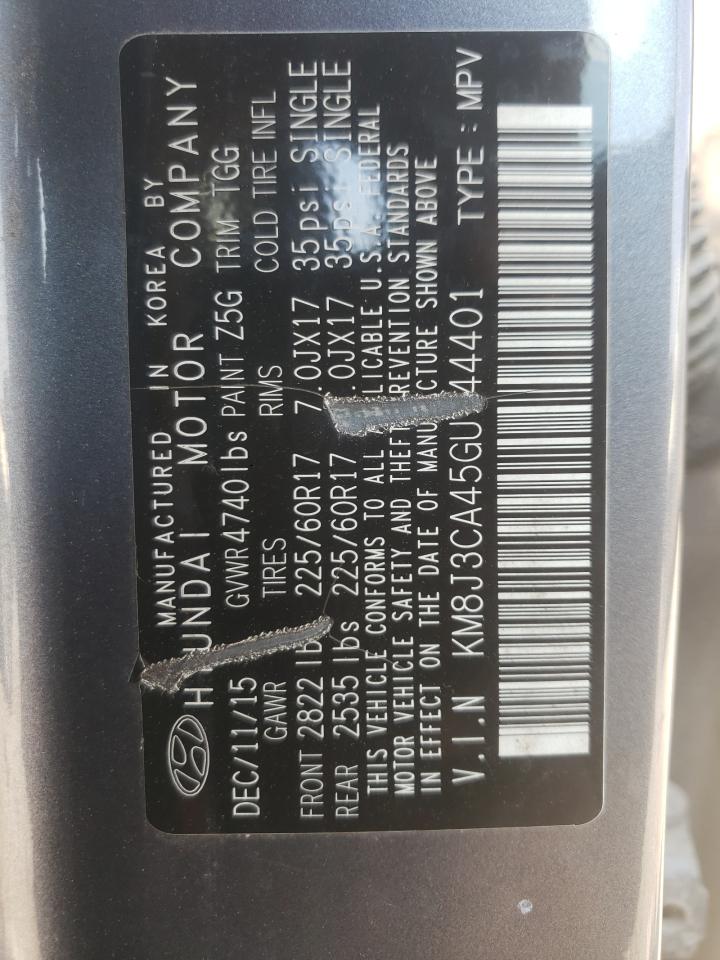 MANUFACTURED IN KOREA BY
H UNDAI MOTOR COMPANY
DEC/11/15 GVWR4740lbs PAINT Z5G TRIM TGG
GAWR TIRES RIMS COLD TIRE INFL
FRONT 2822 lb 225/60R17 7.0JX17 35psi SINGLE
REAR 2535 lbs 225/60R17 .0JX17 35psi SINGLE
THIS VEHICLE CONFORMS TO ALL LICABLE U.S.A. FEDERAL
MOTOR VEHICLE SAFETY AND THEFT REVENTION STANDARDS
IN EFFECT ON THE DATE OF MANU CTURE SHOWN ABOVE
V.I.N KM8J3CA45GU 44401 TYPE : MPV